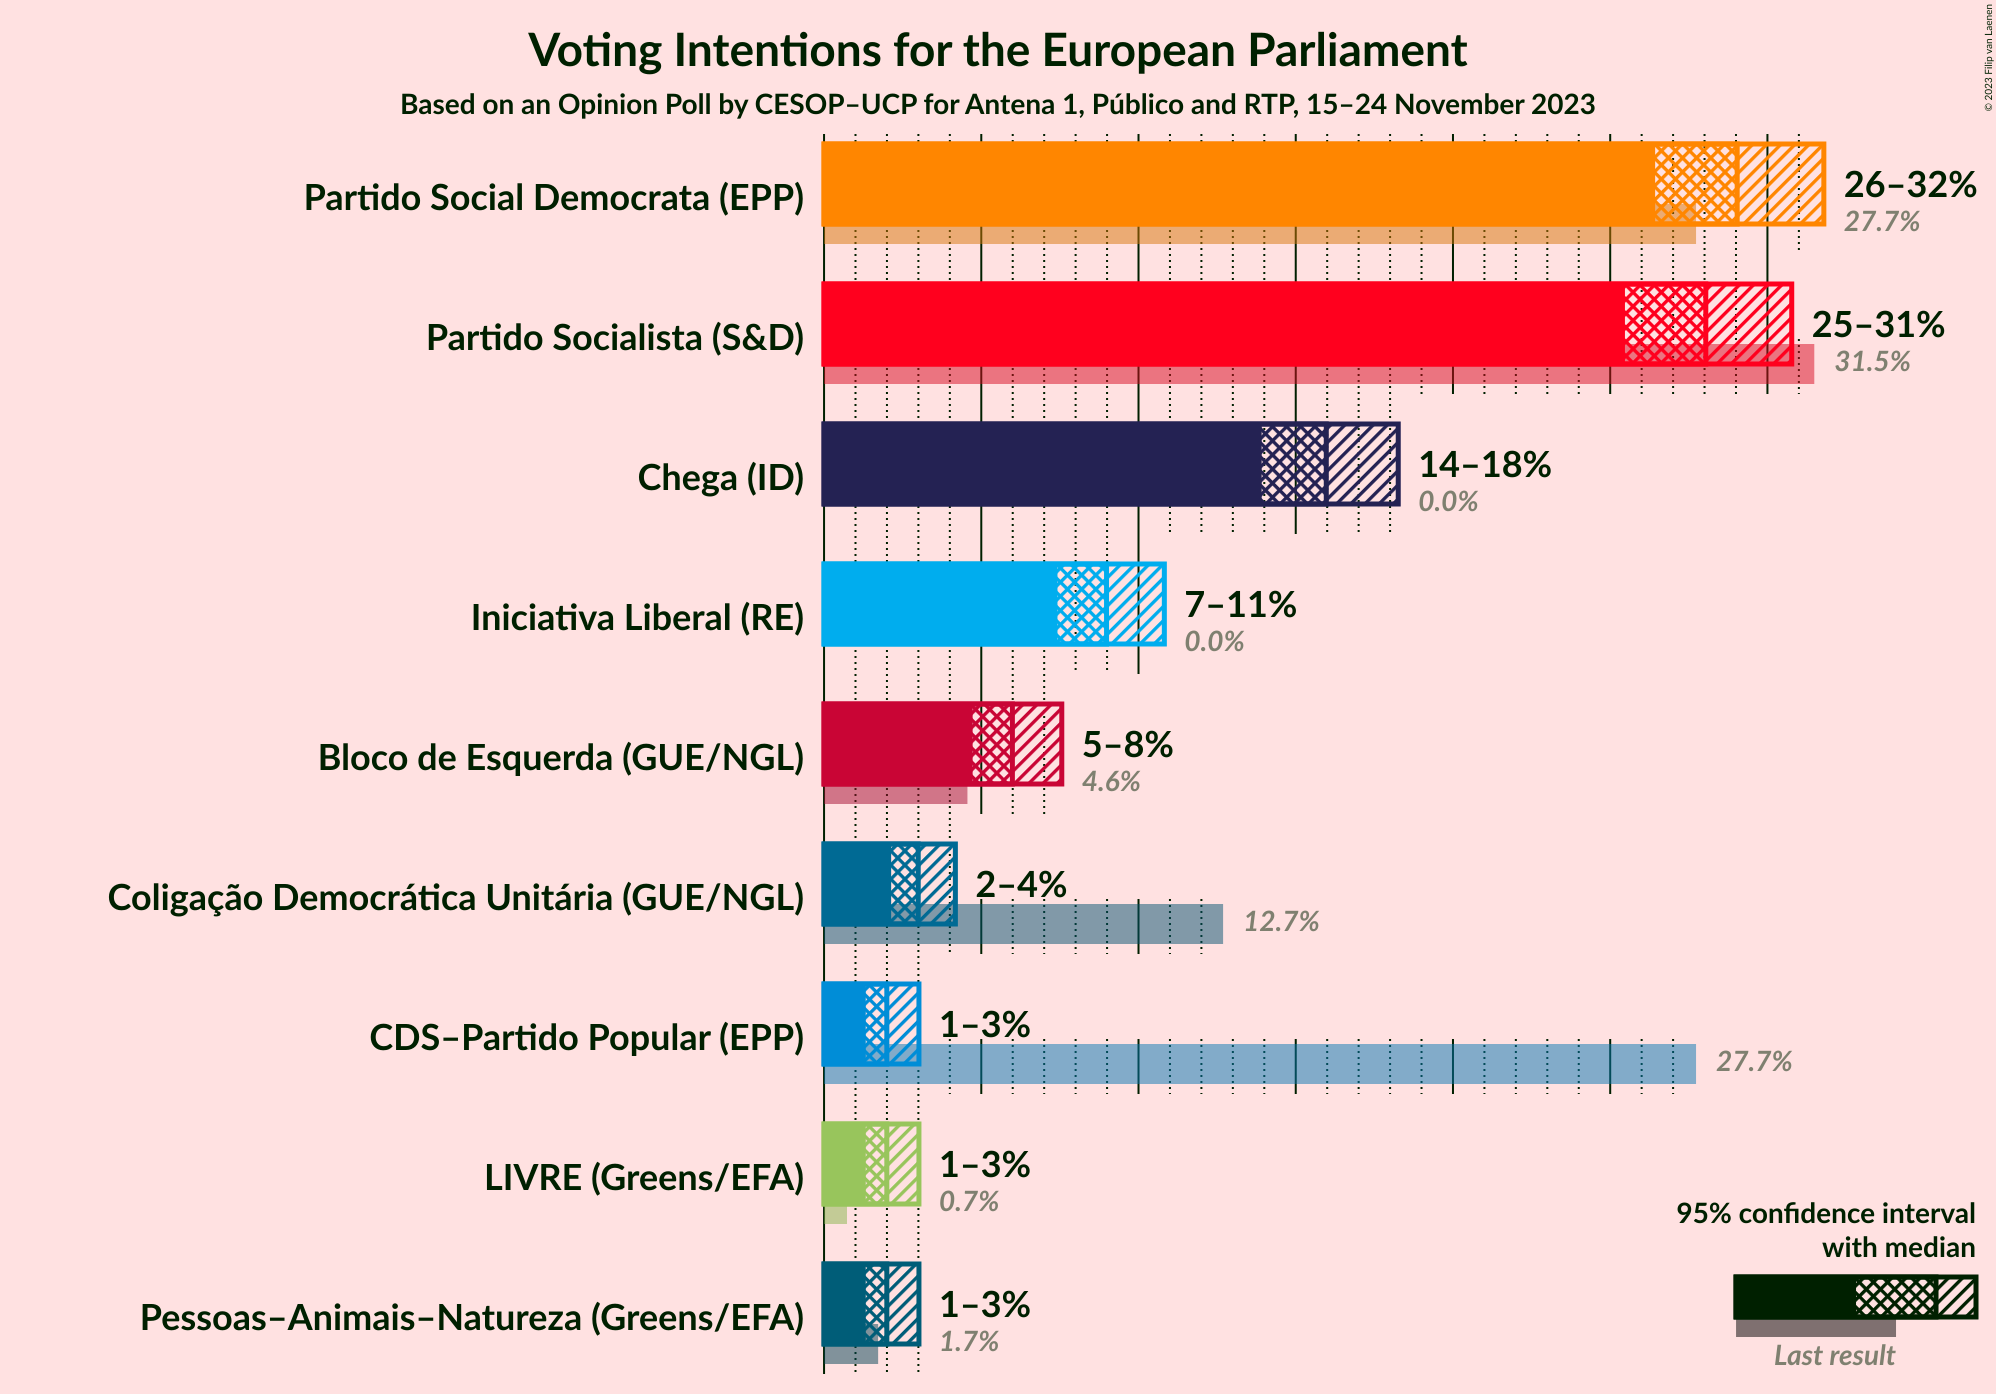 Voting Intentions for the European Parliament
Based on an Opinion Poll by CESOP–UCP for Antena 1, Público and RTP, 15–24 November 2023
© 2023 Filip van Laenen
Partido Social Democrata (EPP)
26–32%
27.7%
Partido Socialista (S&D)
25–31%
31.5%
Chega (ID)
14–18%
0.0%
Iniciativa Liberal (RE)
7–11%
0.0%
Bloco de Esquerda (GUE/NGL)
5–8%
4.6%
Coligação Democrática Unitária (GUE/NGL)
2–4%
12.7%
CDS–Partido Popular (EPP)
1–3%
27.7%
LIVRE (Greens/EFA)
1–3%
0.7%
Pessoas–Animais–Natureza (Greens/EFA)
1–3%
1.7%
95% confidence interval
with median
Last result